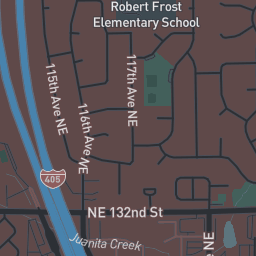 Robert Frost
Elementary School
115th Ave NE
116th Ave NE
117th Ave NE
405
NE 132nd St
Juanita Creek
ve NE